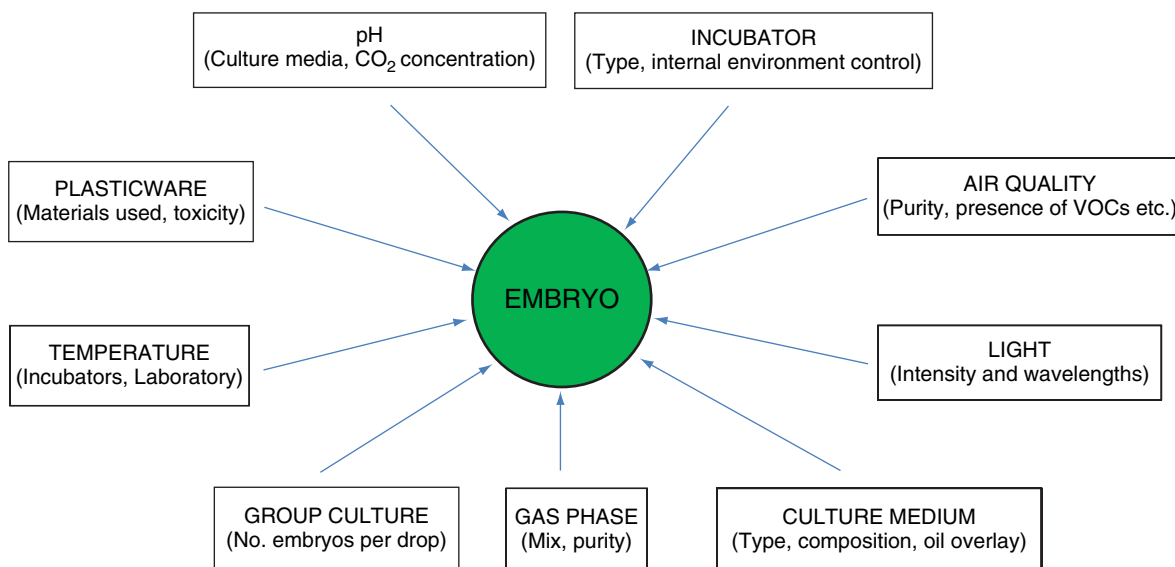 pH
(Culture media, CO₂ concentration)
INCUBATOR
(Type, internal environment control)
PLASTICWARE
(Materials used, toxicity)
AIR QUALITY
(Purity, presence of VOCs etc.)
EMBRYO
TEMPERATURE
(Incubators, Laboratory)
LIGHT
(Intensity and wavelengths)
GROUP CULTURE
(No. embryos per drop)
GAS PHASE
(Mix, purity)
CULTURE MEDIUM
(Type, composition, oil overlay)